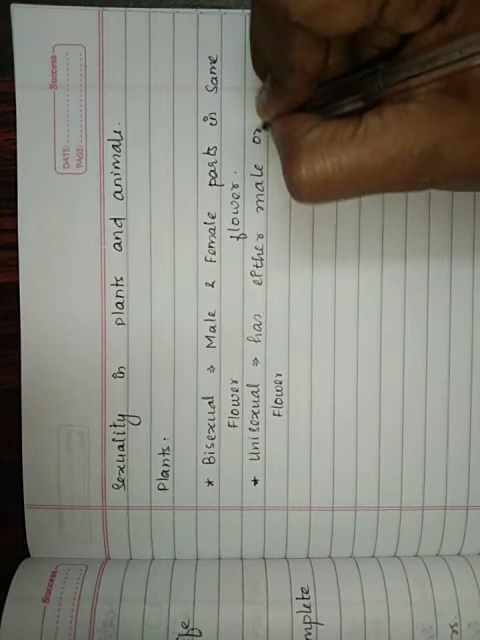 Success
DATE:
PAGE:
Sexuality in plants and animals.
Plants.
* Bisexual ⇒ Male & Female parts in Same
Flower flower.
* Unisexual ⇒ has either male or
Flower
Success
mplete